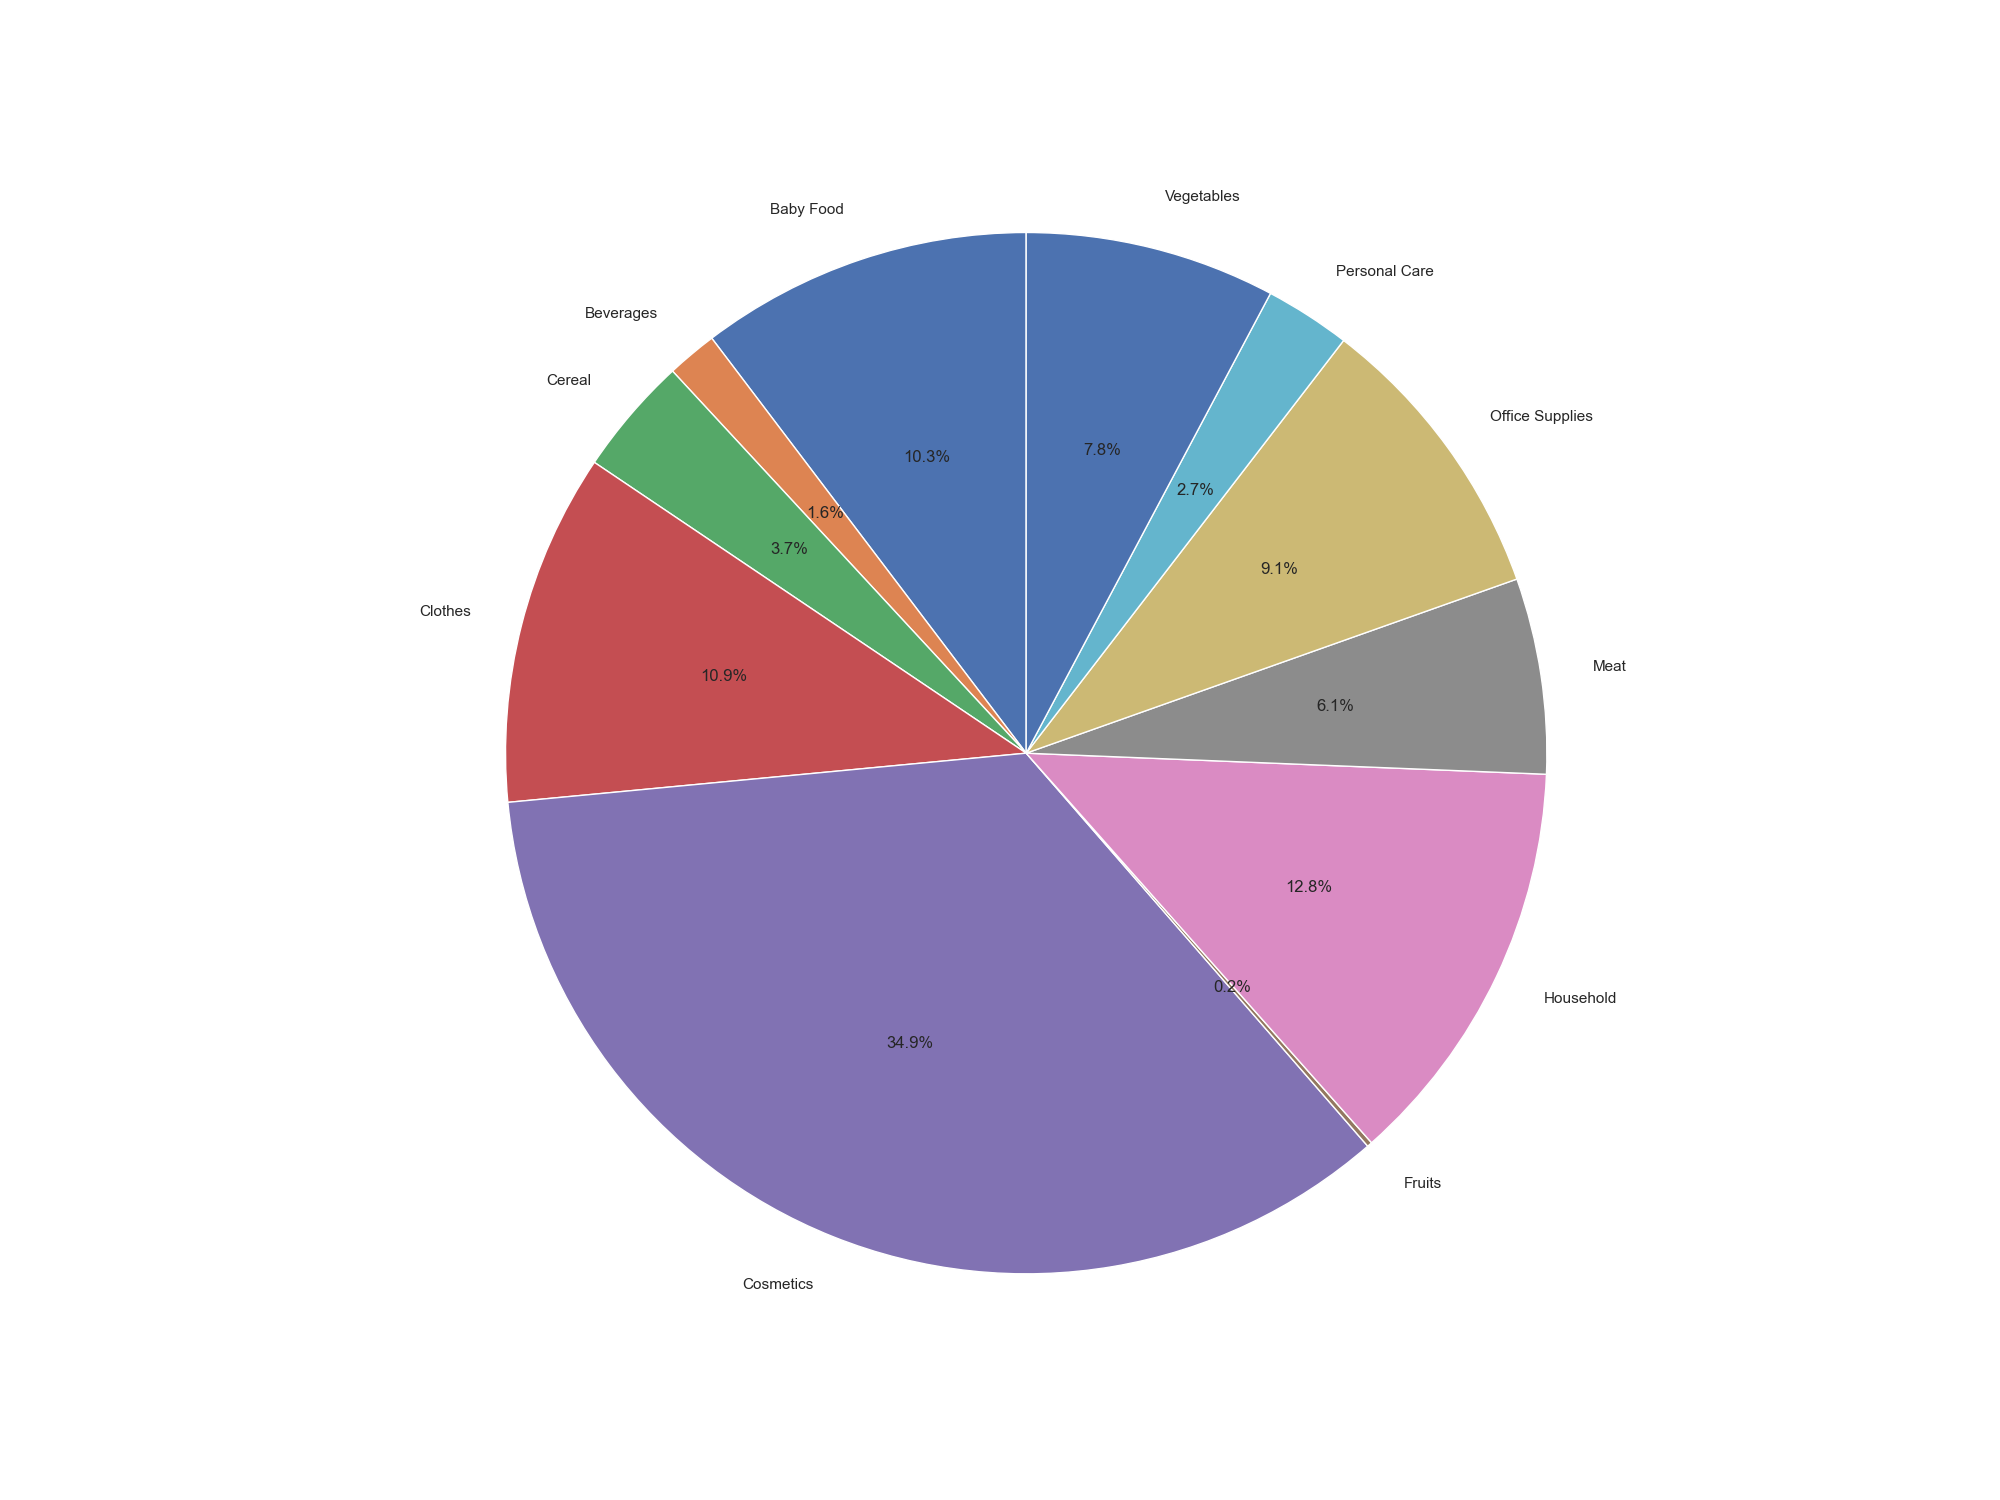 Vegetables
Baby Food
Personal Care
Beverages
Cereal
Office Supplies
7.8%
10.3%
2.7%
1.6%
3.7%
9.1%
Clothes
Meat
10.9%
6.1%
12.8%
0.2%
Household
34.9%
Fruits
Cosmetics